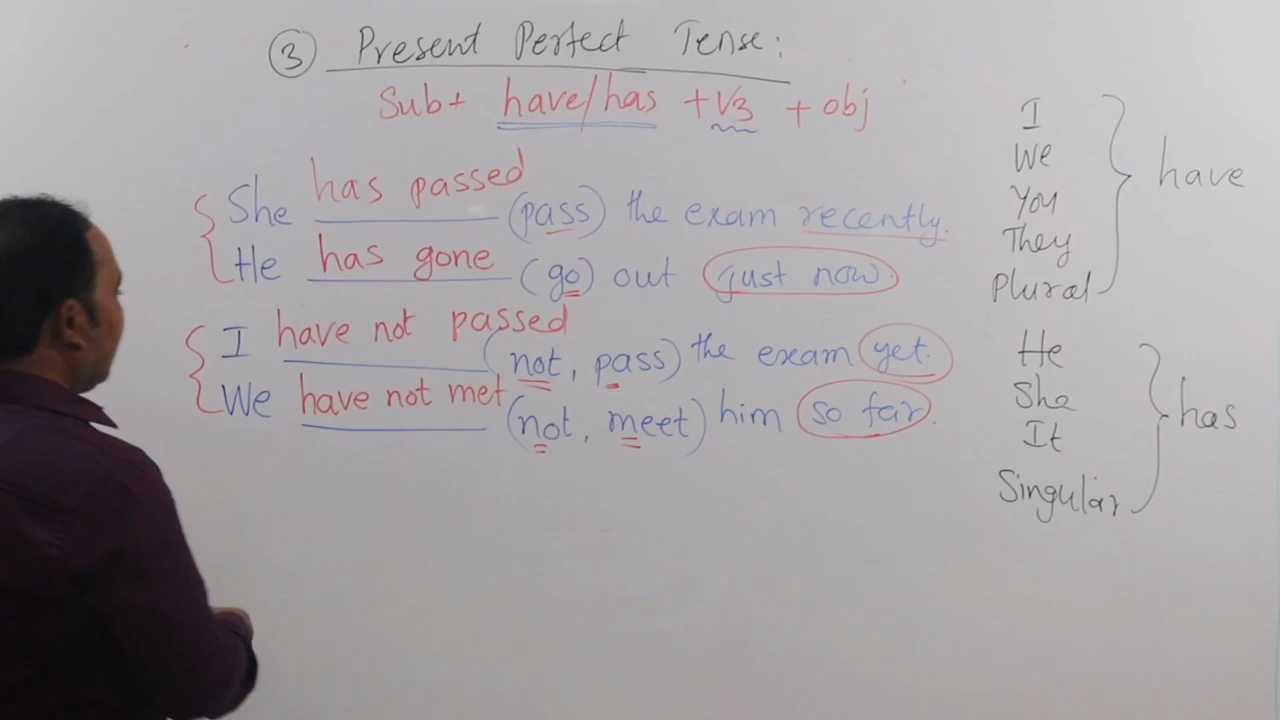 ③ Present Perfect Tense:
Sub+ have/has + V3 + obj
She has passed (pass) the exam recently.
He has gone (go) out just now.
I have not passed (not, pass) the exam yet.
We have not met (not, meet) him so far.
I
We
You
They
Plural
} have
He
She
It
Singular
} has